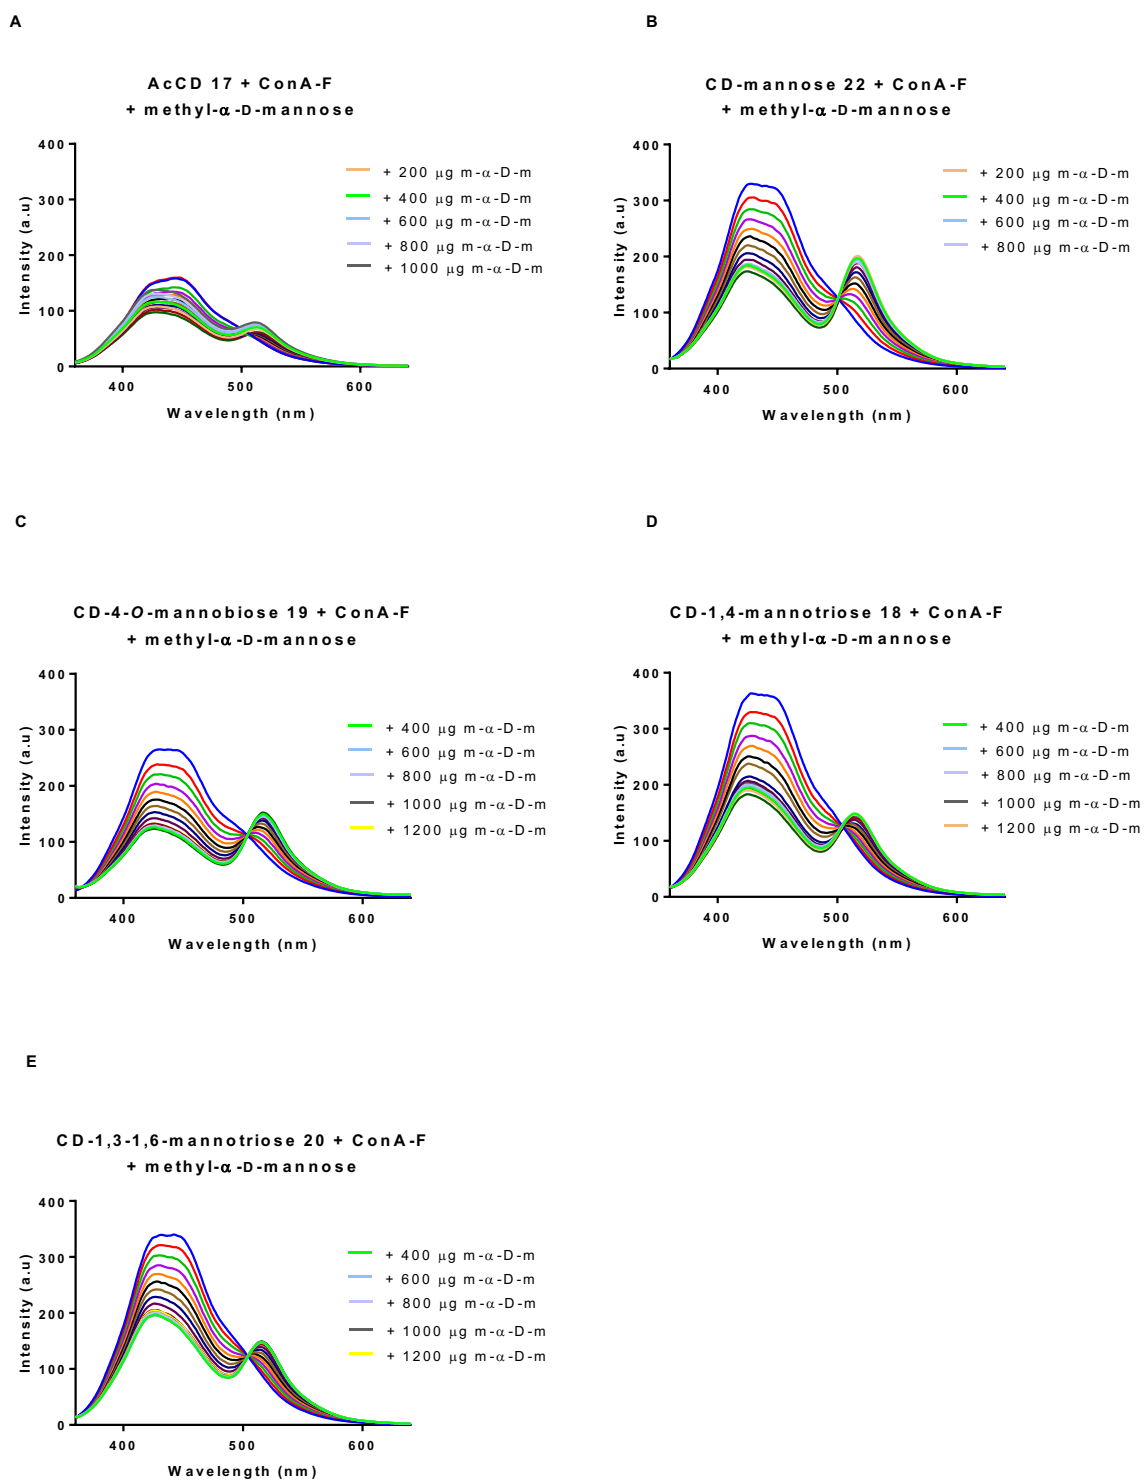 A
AcCD 17 + ConA-F
+ methyl-α-D-mannose
Intensity (a.u)
400
300
200
100
0
400
500
600
Wavelength (nm)
+ 200 μg m-α-D-m
+ 400 μg m-α-D-m
+ 600 μg m-α-D-m
+ 800 μg m-α-D-m
+ 1000 μg m-α-D-m
B
CD-mannose 22 + ConA-F
+ methyl-α-D-mannose
Intensity (a.u)
400
300
200
100
0
400
500
600
Wavelength (nm)
+ 200 μg m-α-D-m
+ 400 μg m-α-D-m
+ 600 μg m-α-D-m
+ 800 μg m-α-D-m
C
CD-4-O-mannobiose 19 + ConA-F
+ methyl-α-D-mannose
Intensity (a.u)
400
300
200
100
0
400
500
600
Wavelength (nm)
+ 400 μg m-α-D-m
+ 600 μg m-α-D-m
+ 800 μg m-α-D-m
+ 1000 μg m-α-D-m
+ 1200 μg m-α-D-m
D
CD-1,4-mannotriose 18 + ConA-F
+ methyl-α-D-mannose
Intensity (a.u)
400
300
200
100
0
400
500
600
Wavelength (nm)
+ 400 μg m-α-D-m
+ 600 μg m-α-D-m
+ 800 μg m-α-D-m
+ 1000 μg m-α-D-m
+ 1200 μg m-α-D-m
E
CD-1,3-1,6-mannotriose 20 + ConA-F
+ methyl-α-D-mannose
Intensity (a.u)
400
300
200
100
0
400
500
600
Wavelength (nm)
+ 400 μg m-α-D-m
+ 600 μg m-α-D-m
+ 800 μg m-α-D-m
+ 1000 μg m-α-D-m
+ 1200 μg m-α-D-m